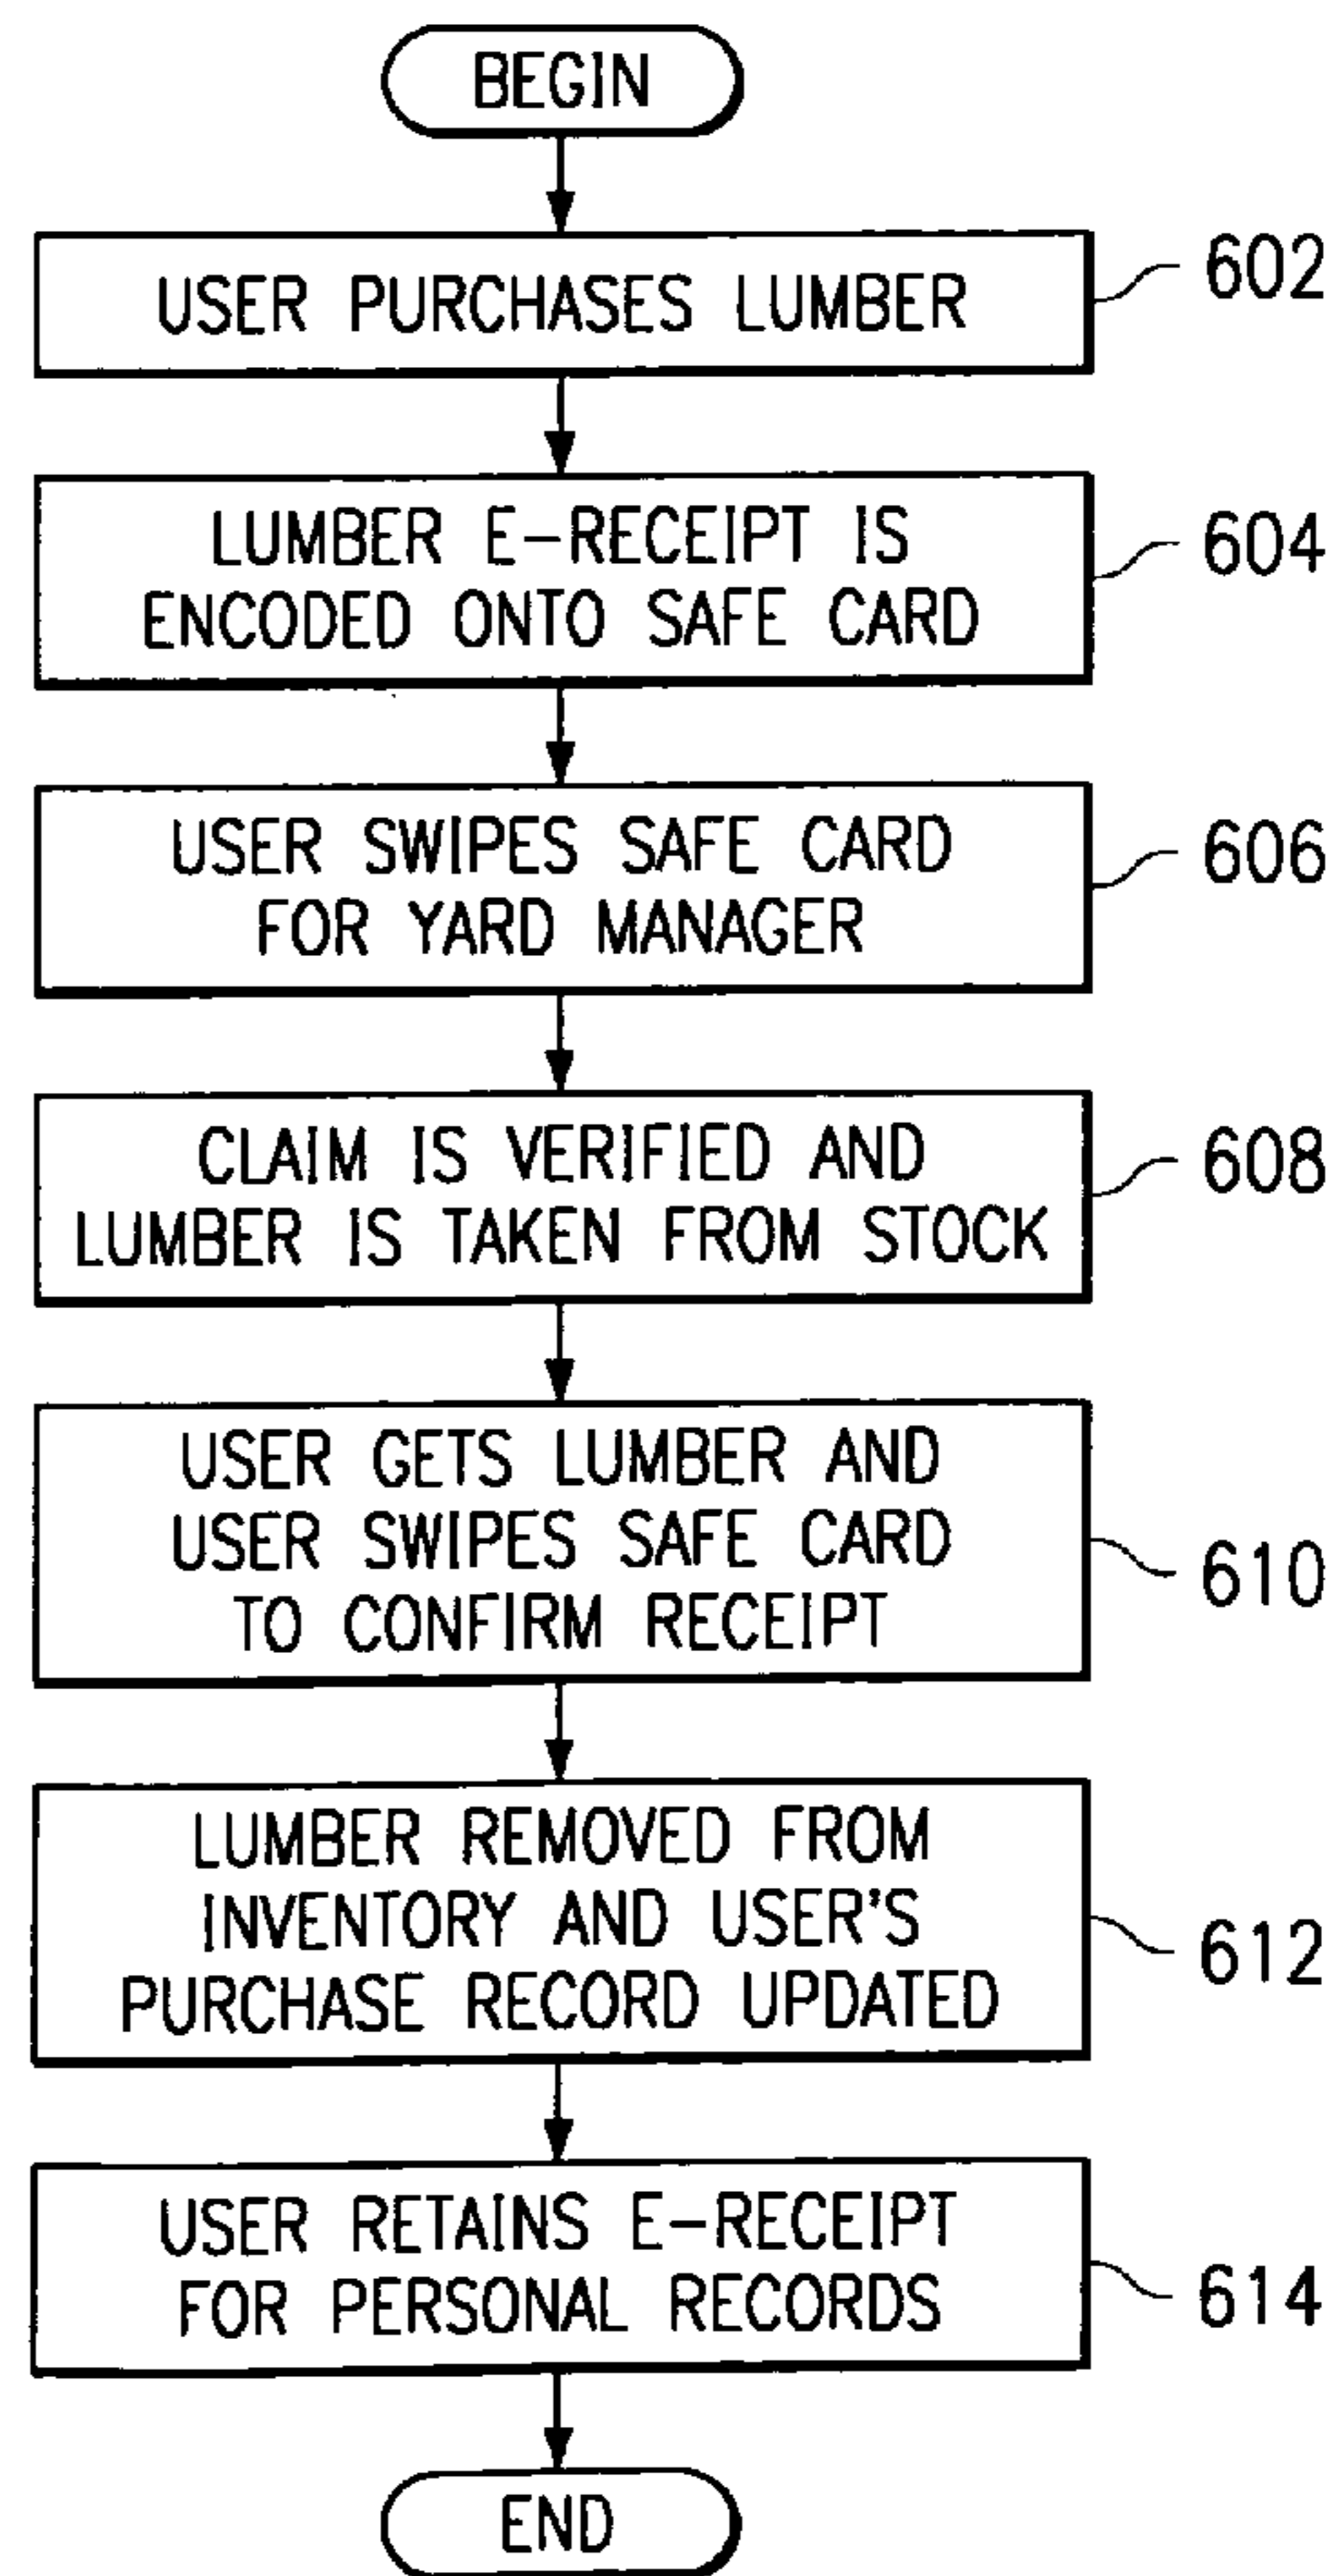 BEGIN
USER PURCHASES LUMBER
602
LUMBER E-RECEIPT IS
ENCODED ONTO SAFE CARD
604
USER SWIPES SAFE CARD
FOR YARD MANAGER
606
CLAIM IS VERIFIED AND
LUMBER IS TAKEN FROM STOCK
608
USER GETS LUMBER AND
USER SWIPES SAFE CARD
TO CONFIRM RECEIPT
610
LUMBER REMOVED FROM
INVENTORY AND USER'S
PURCHASE RECORD UPDATED
612
USER RETAINS E-RECEIPT
FOR PERSONAL RECORDS
614
END